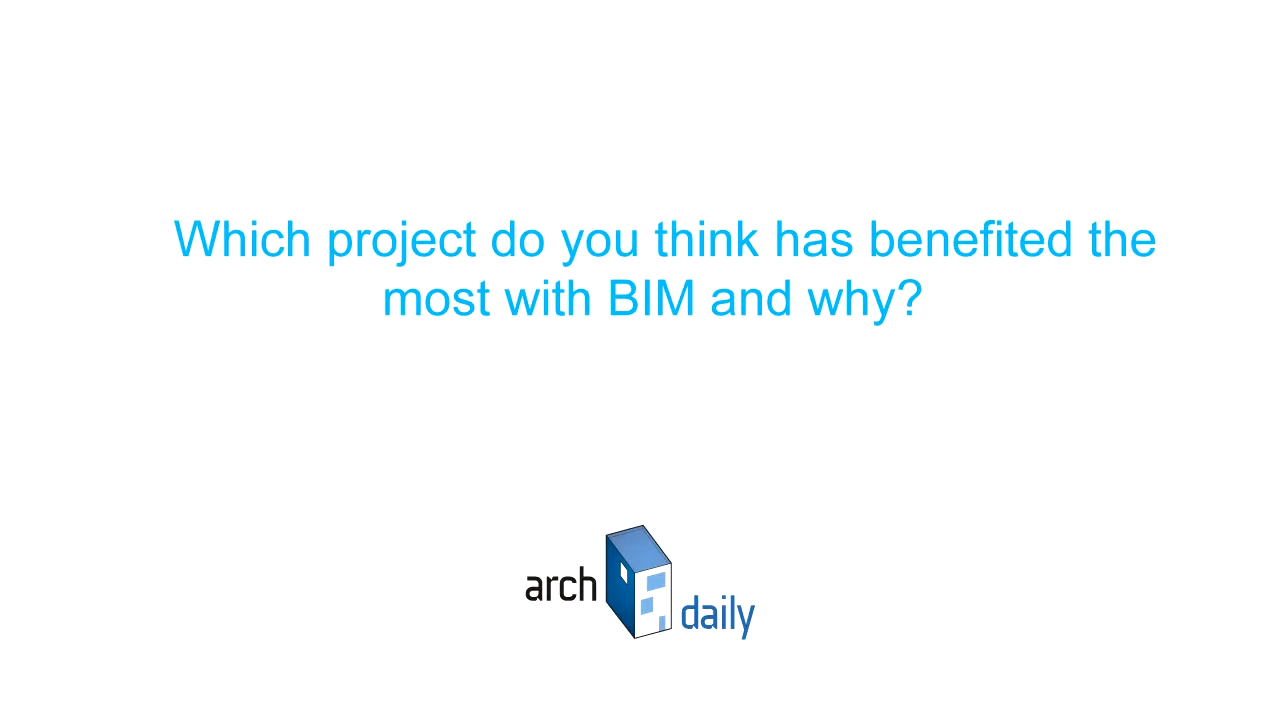 Which project do you think has benefited the
most with BIM and why?
arch
daily